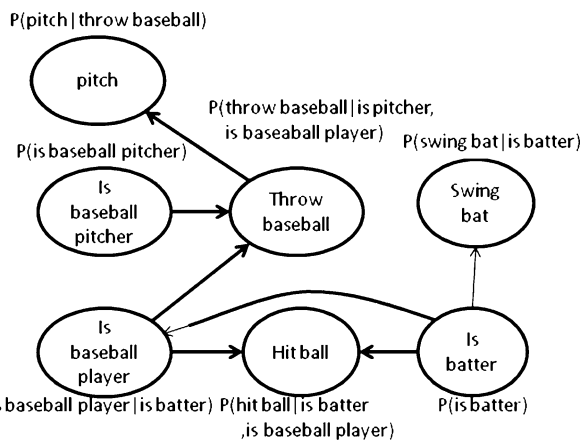 P(pitch|throw baseball)
pitch
P(throw baseball|is pitcher,
is baseaball player)
P(is baseball pitcher)
P(swing bat|is batter)
Is
baseball
pitcher
Throw
baseball
Swing
bat
Is
baseball
player
Hit ball
Is
batter
baseball player|is batter)
P(hit ball|is batter
,is baseball player)
P(is batter)